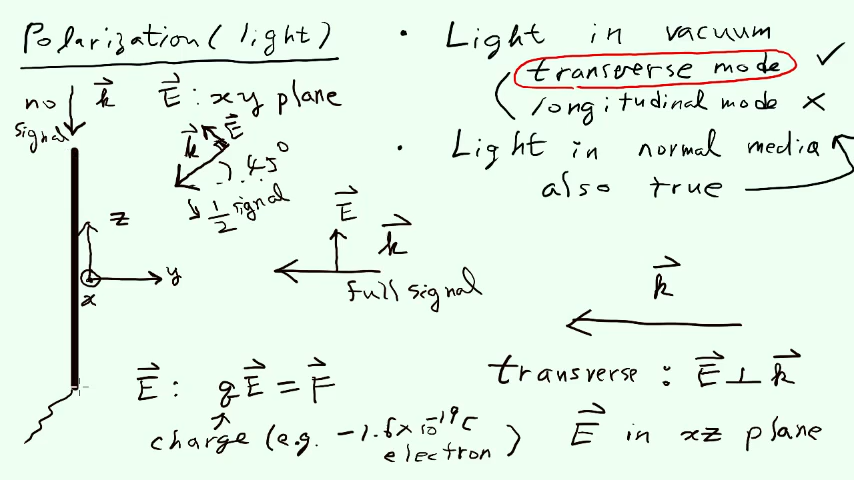 Polarization (light)
no k⃗ E⃗ : xy plane
signal
k⃗ E⃗
45°
1/2 signal
z
y
x
E⃗
k⃗
full signal
E⃗ : qE⃗ = F⃗
charge (e.g. -1.6×10⁻¹⁹C
electron)
• Light in vacuum
transverse mode ✓
longitudinal mode ×
• Light in normal media
also true
k⃗
transverse : E⃗ ⊥ k⃗
E⃗ in xz plane